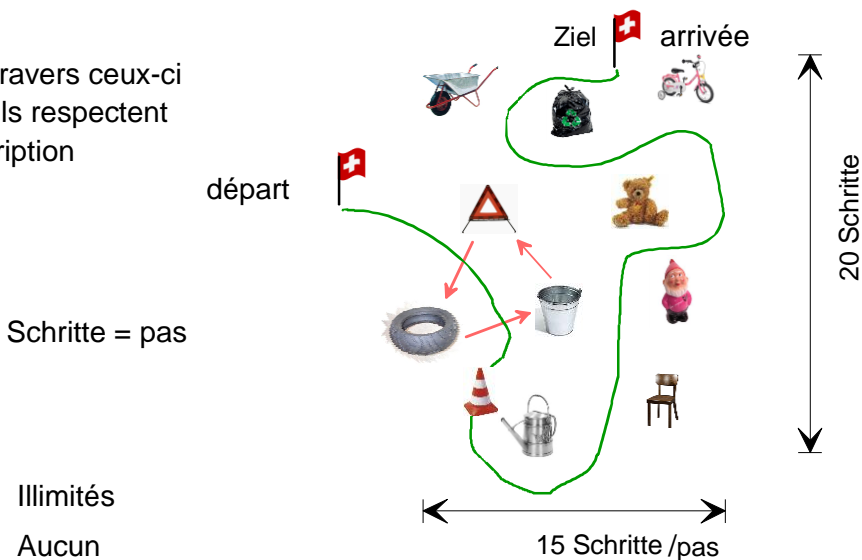 Ziel arrivée
ravers ceux-ci
ls respectent
ription
départ
20 Schritte
Schritte = pas
Illimités
15 Schritte /pas
Aucun